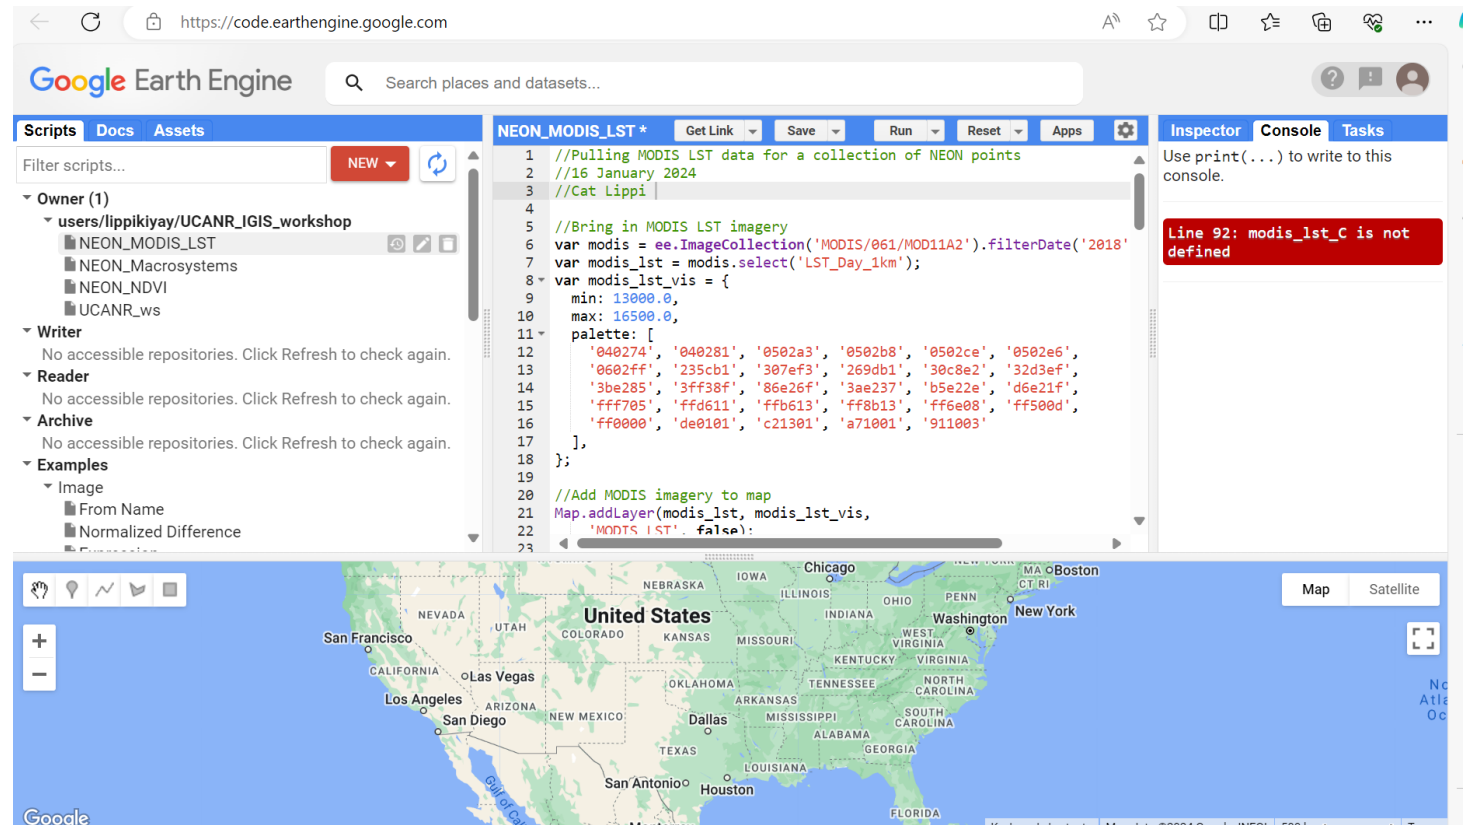 https://code.earthengine.google.com
Google Earth Engine
Search places and datasets...
Scripts Docs Assets
Filter scripts...
NEW
Owner (1)
users/lippikiyay/UCANR_IGIS_workshop
NEON_MODIS_LST
NEON_Macrosystems
NEON_NDVI
UCANR_ws
Writer
No accessible repositories. Click Refresh to check again.
Reader
No accessible repositories. Click Refresh to check again.
Archive
No accessible repositories. Click Refresh to check again.
Examples
Image
From Name
Normalized Difference
Expression
NEON_MODIS_LST *
Get Link
Save
Run
Reset
Apps
1 //Pulling MODIS LST data for a collection of NEON points
2 //16 January 2024
3 //Cat Lippi
4
5 //Bring in MODIS LST imagery
6 var modis = ee.ImageCollection('MODIS/061/MOD11A2').filterDate('2018'
7 var modis_lst = modis.select('LST_Day_1km');
8 var modis_lst_vis = {
9 min: 13000.0,
10 max: 16500.0,
11 palette: [
12 '040274', '040281', '0502a3', '0502b8', '0502ce', '0502e6',
13 '0602ff', '235cb1', '307ef3', '269db1', '30c8e2', '32d3ef',
14 '3be285', '3ff38f', '86e26f', '3ae237', 'b5e22e', 'd6e21f',
15 'fff705', 'ffd611', 'ffb613', 'ff8b13', 'ff6e08', 'ff500d',
16 'ff0000', 'de0101', 'c21301', 'a71001', '911003'
17 ],
18 };
19
20 //Add MODIS imagery to map
21 Map.addLayer(modis_lst, modis_lst_vis,
22 'MODIS LST', false);
23
Inspector Console Tasks
Use print(...) to write to this
console.
Line 92: modis_lst_C is not
defined
Map
Satellite
Chicago
IOWA
NEBRASKA
NEW YORK
MA
Boston
CT RI
ILLINOIS
OHIO
PENN
NEVADA
United States
INDIANA
New York
Washington
UTAH
COLORADO
KANSAS
MISSOURI
WEST
VIRGINIA
San Francisco
KENTUCKY
VIRGINIA
CALIFORNIA
Las Vegas
OKLAHOMA
TENNESSEE
NORTH
CAROLINA
Los Angeles
ARIZONA
ARKANSAS
NEW MEXICO
Dallas
MISSISSIPPI
SOUTH
CAROLINA
San Diego
ALABAMA
TEXAS
GEORGIA
LOUISIANA
San Antonio
Houston
FLORIDA
Gulf of
Monterrey
Google